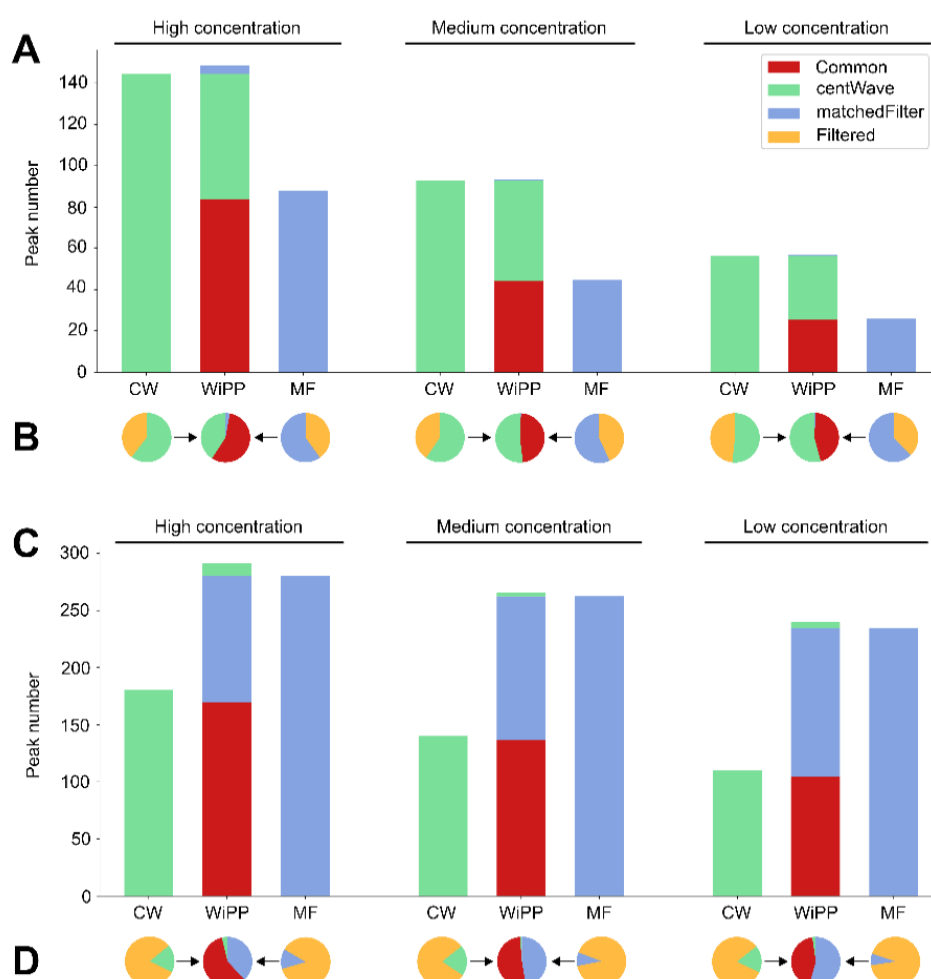 A
High concentration
Medium concentration
Low concentration
Common
centWave
matchedFilter
Filtered
Peak number
140
120
100
80
60
40
20
0
CW WiPP MF
CW WiPP MF
CW WiPP MF
B
C
High concentration
Medium concentration
Low concentration
Peak number
300
250
200
150
100
50
0
CW WiPP MF
CW WiPP MF
CW WiPP MF
D